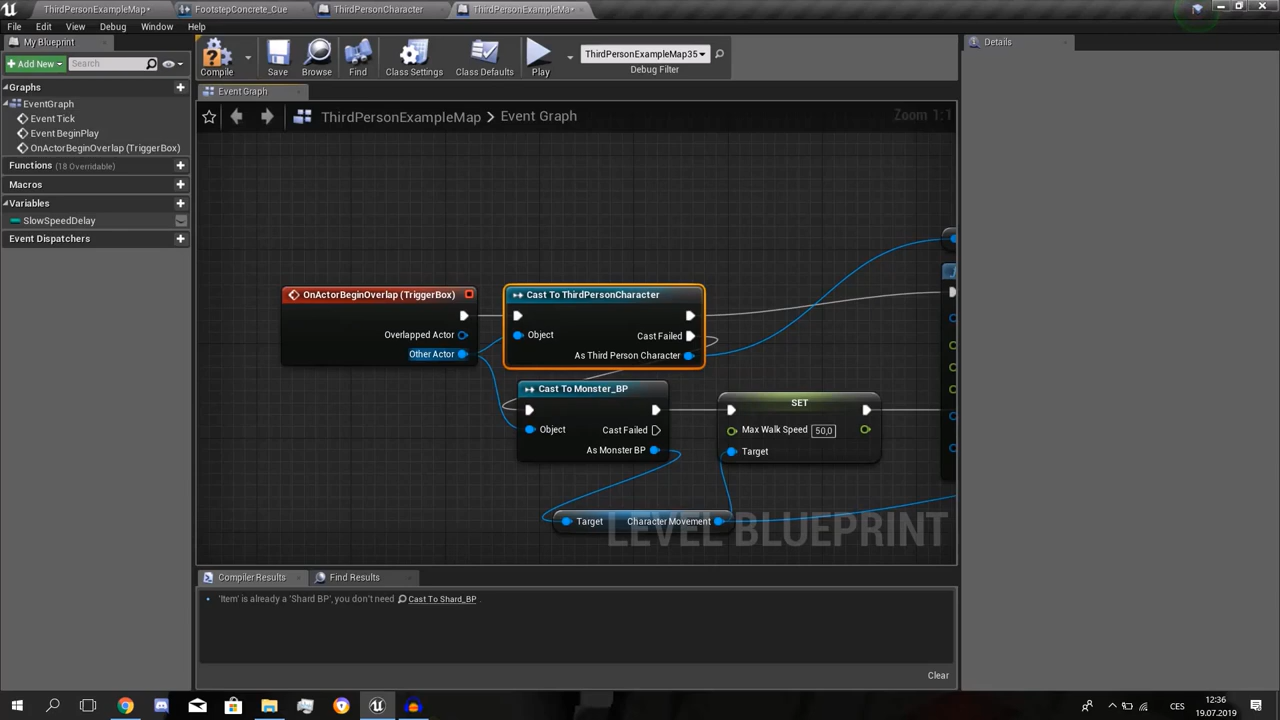 ThirdPersonExampleMap*
FootstepConcrete_Cue
ThirdPersonCharacter
ThirdPersonExampleMa
File Edit Asset View Debug Window Help
My Blueprint
+Add New
Search
Graphs
EventGraph
Event Tick
Event BeginPlay
OnActorBeginOverlap (TriggerBox)
Functions (18 Overridable)
Macros
Variables
SlowSpeedDelay
Event Dispatchers
Compile
Save
Browse
Find
Class Settings
Class Defaults
Play
ThirdPersonExampleMap35
Debug Filter
Event Graph
ThirdPersonExampleMap > Event Graph
Zoom 1:1
OnActorBeginOverlap (TriggerBox)
Overlapped Actor
Other Actor
Cast To ThirdPersonCharacter
Object
Cast Failed
As Third Person Character
Cast To Monster_BP
Object
Cast Failed
As Monster BP
SET
Max Walk Speed 50,0
Target
Target Character Movement
LEVEL BLUEPRINT
Compiler Results
Find Results
'Item' is already a 'Shard BP', you don't need Cast To Shard_BP .
Clear
Details
CES
12:36
19.07.2019